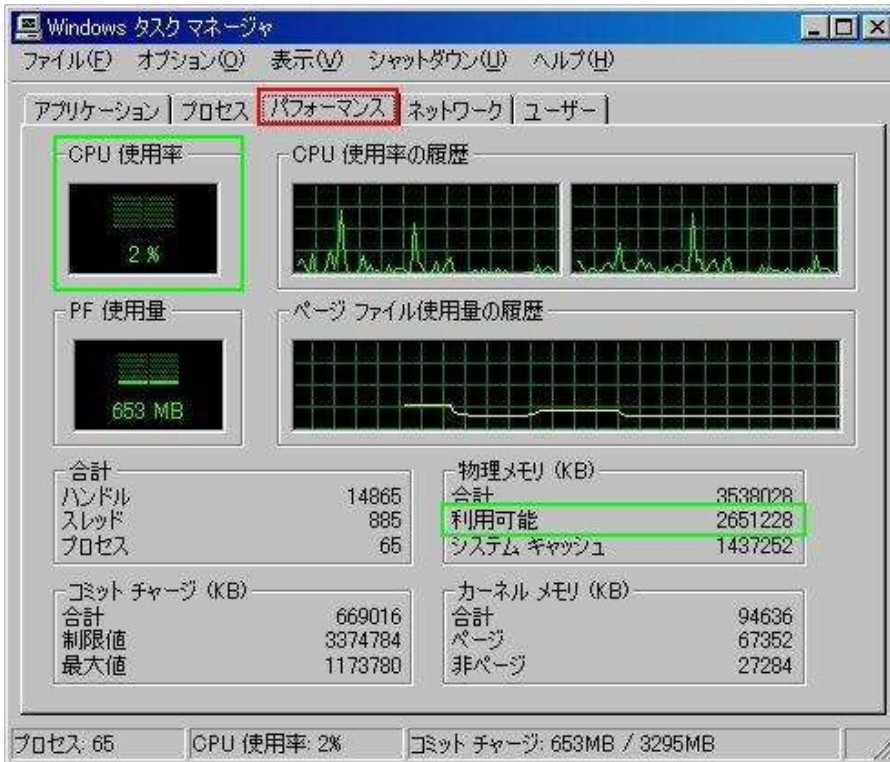 Windows タスク マネージャ
ファイル(F) オプション(O) 表示(V) シャットダウン(U) ヘルプ(H)
アプリケーション プロセス パフォーマンス ネットワーク ユーザー
CPU 使用率
2 %
CPU 使用率の履歴
PF 使用量
653 MB
ページ ファイル使用量の履歴
合計
ハンドル 14865
スレッド 885
プロセス 65
物理メモリ (KB)
合計 3538028
利用可能 2651228
システム キャッシュ 1437252
コミット チャージ (KB)
合計 669016
制限値 3374784
最大値 1173780
カーネル メモリ (KB)
合計 94636
ページ 67352
非ページ 27284
プロセス: 65 CPU 使用率: 2% コミット チャージ: 653MB / 3295MB